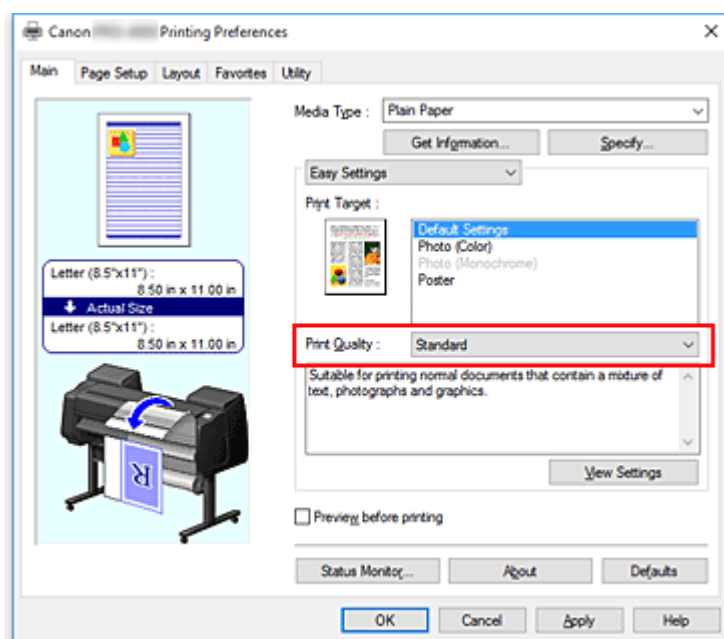 Canon Printing Preferences
Main Page Setup Layout Favorites Utility
Media Type : Plain Paper
Get Information... Specify...
Easy Settings
Print Target :
Default Settings
Photo (Color)
Photo (Monochrome)
Poster
Letter (8.5"x11") :
8.50 in x 11.00 in
Actual Size
Letter (8.5"x11") :
8.50 in x 11.00 in
Print Quality : Standard
Suitable for printing normal documents that contain a mixture of
text, photographs and graphics.
R
View Settings
Preview before printing
Status Monitor... About Defaults
OK Cancel Apply Help